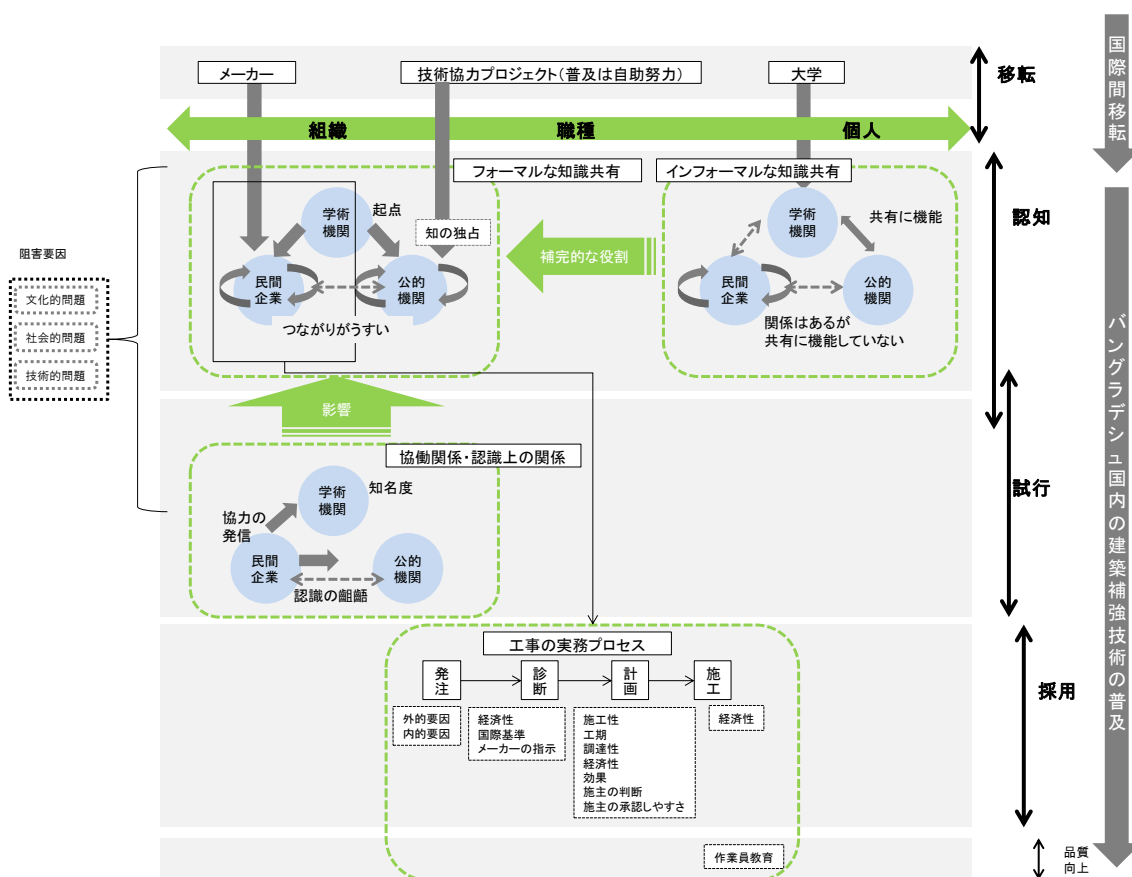 メーカー
技術協力プロジェクト(普及は自助努力)
大学
移転
国際間移転
組織
職種
個人
フォーマルな知識共有
インフォーマルな知識共有
認知
学術
機関
起点
知の独占
民間
企業
公的
機関
つながりがうすい
補完的な役割
学術
機関
共有に機能
民間
企業
公的
機関
関係はあるが
共有に機能していない
阻害要因
文化的問題
社会的問題
技術的問題
バングラデシュ国内の建築補強技術の普及
影響
試行
協働関係・認識上の関係
学術
機関
知名度
協力の
発信
民間
企業
公的
機関
認識の齟齬
工事の実務プロセス
採用
発注
診断
計画
施工
外的要因
内的要因
経済性
国際基準
メーカーの指示
施工性
工期
調達性
経済性
効果
施主の判断
施主の承認しやすさ
経済性
作業員教育
品質
向上